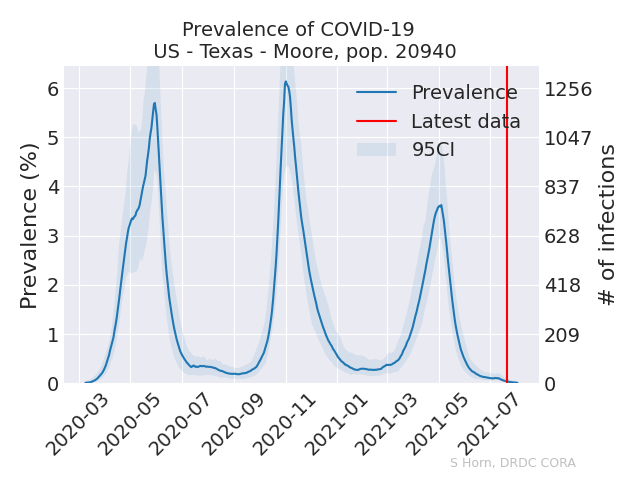 Prevalence of COVID-19
US - Texas - Moore, pop. 20940
Prevalence
Latest data
95CI
Prevalence (%)
6
5
4
3
2
1
0
# of infections
1256
1047
837
628
418
209
0
2020-03
2020-05
2020-07
2020-09
2020-11
2021-01
2021-03
2021-05
2021-07
S Horn, DRDC CORA